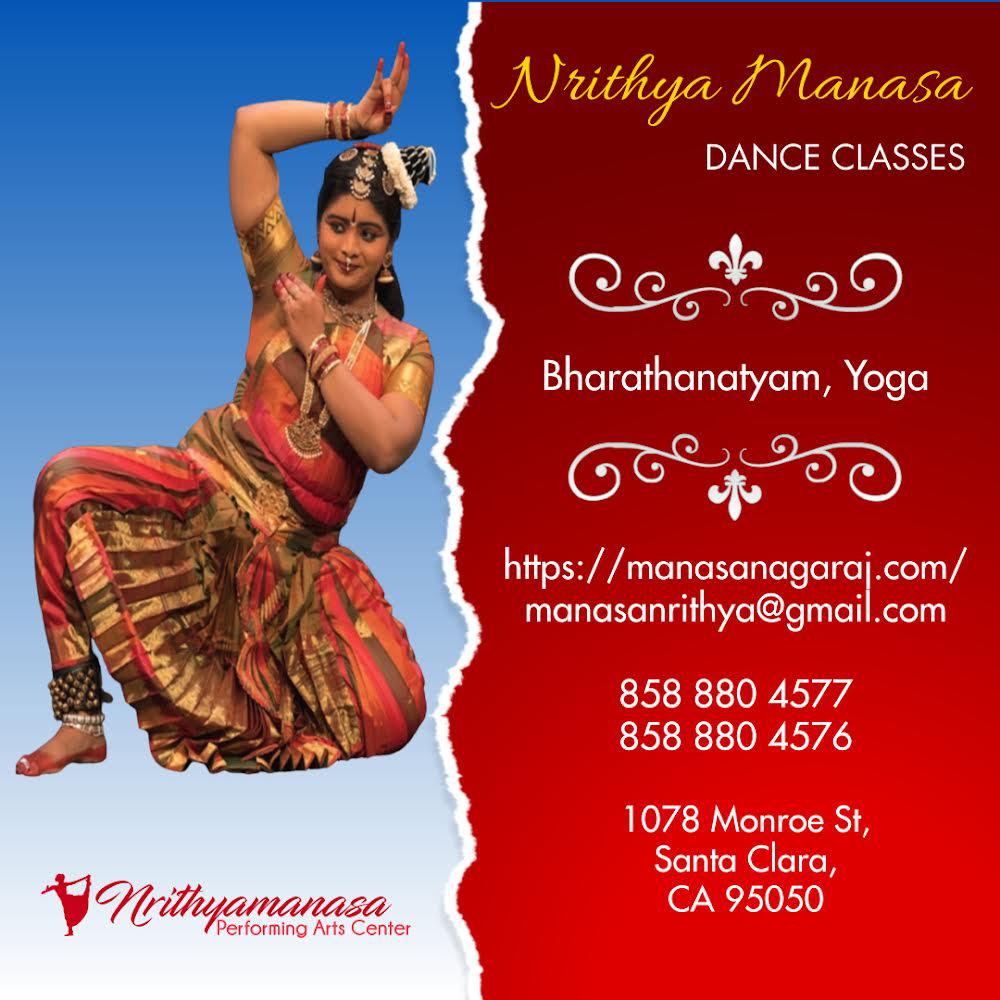 Nrithya Manasa
DANCE CLASSES
Bharathanatyam, Yoga
https://manasanagaraj.com/
manasanrithya@gmail.com
858 880 4577
858 880 4576
1078 Monroe St,
Santa Clara,
CA 95050
Nrithyamanasa
Performing Arts Center